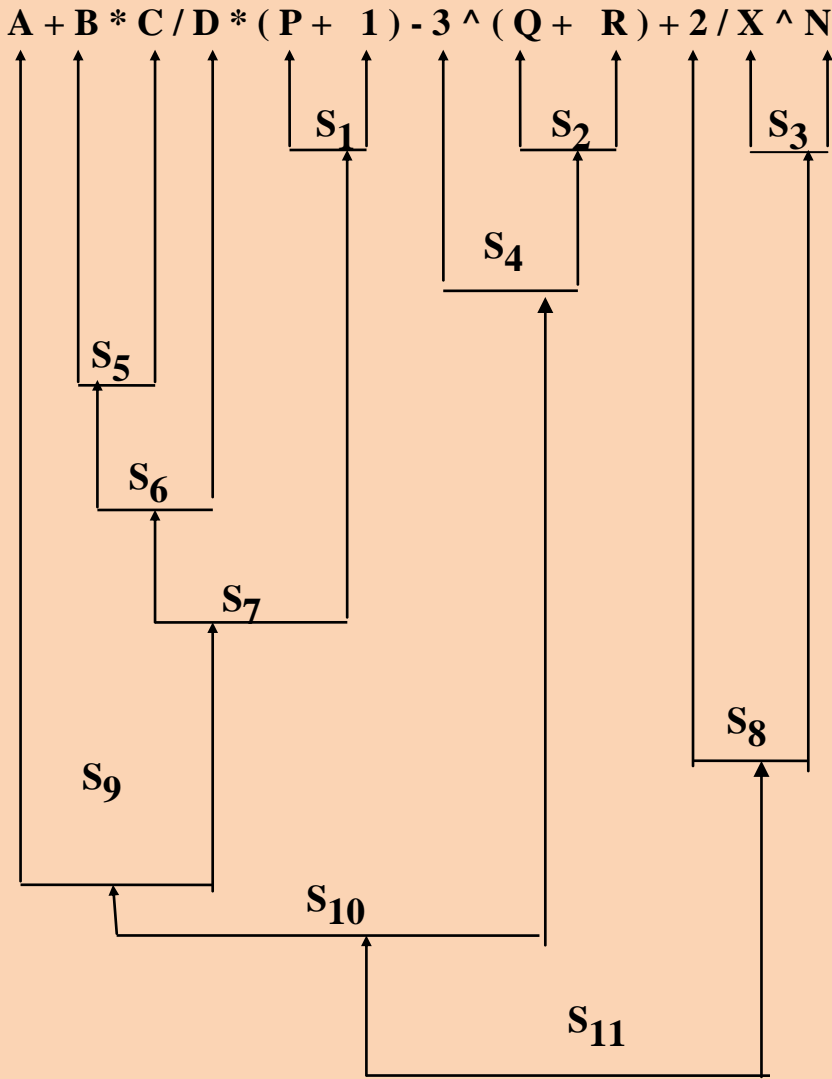 A + B * C / D * ( P + 1 ) - 3 ^ ( Q + R ) + 2 / X ^ N
S1 S2 S3
S4
S5
S6
S7
S8
S9
S10
S11